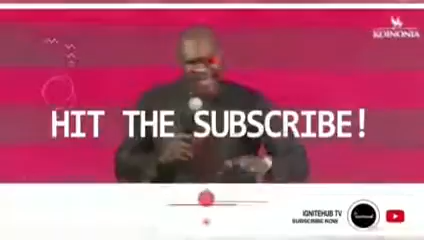 KOINONIA
HIT THE SUBSCRIBE!
IGNITEHUB TV
SUBSCRIBE NOW